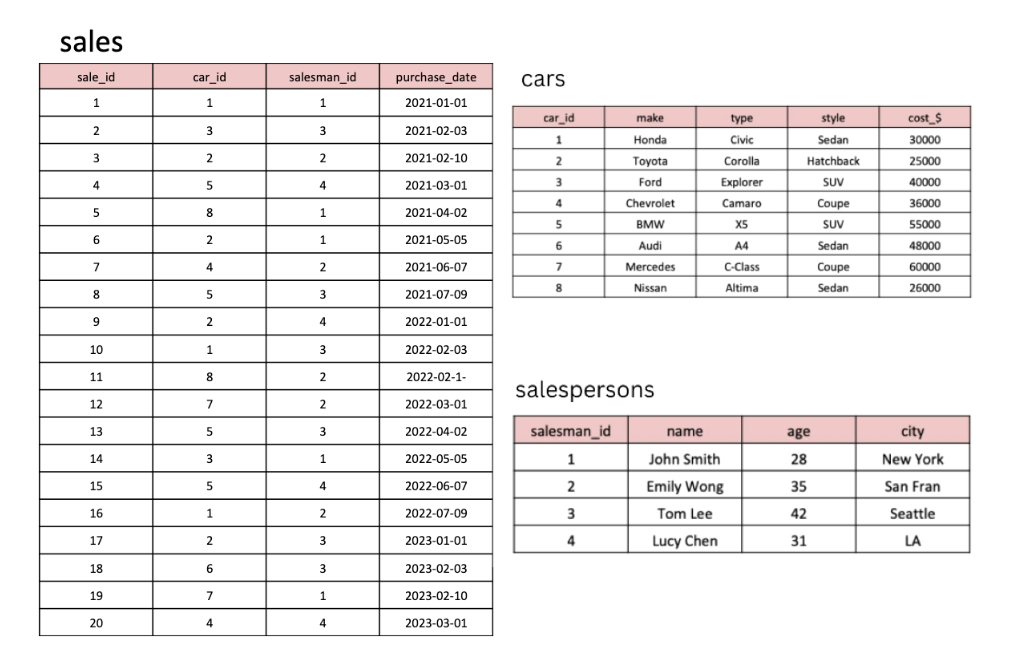 sales
sale_id car_id salesman_id purchase_date
1 1 1 2021-01-01
2 3 3 2021-02-03
3 2 2 2021-02-10
4 5 4 2021-03-01
5 8 1 2021-04-02
6 2 1 2021-05-05
7 4 2 2021-06-07
8 5 3 2021-07-09
9 2 4 2022-01-01
10 1 3 2022-02-03
11 8 2 2022-02-1-
12 7 2 2022-03-01
13 5 3 2022-04-02
14 3 1 2022-05-05
15 5 4 2022-06-07
16 1 2 2022-07-09
17 2 3 2023-01-01
18 6 3 2023-02-03
19 7 1 2023-02-10
20 4 4 2023-03-01
cars
car_id make type style cost_$
1 Honda Civic Sedan 30000
2 Toyota Corolla Hatchback 25000
3 Ford Explorer SUV 40000
4 Chevrolet Camaro Coupe 36000
5 BMW X5 SUV 55000
6 Audi A4 Sedan 48000
7 Mercedes C-Class Coupe 60000
8 Nissan Altima Sedan 26000
salespersons
salesman_id name age city
1 John Smith 28 New York
2 Emily Wong 35 San Fran
3 Tom Lee 42 Seattle
4 Lucy Chen 31 LA